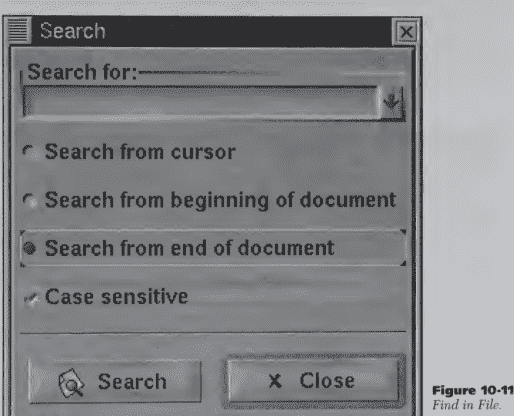 Search
Search for:
Search from cursor
Search from beginning of document
Search from end of document
Case sensitive
Search
X Close
Figure 10-11
Find in File.